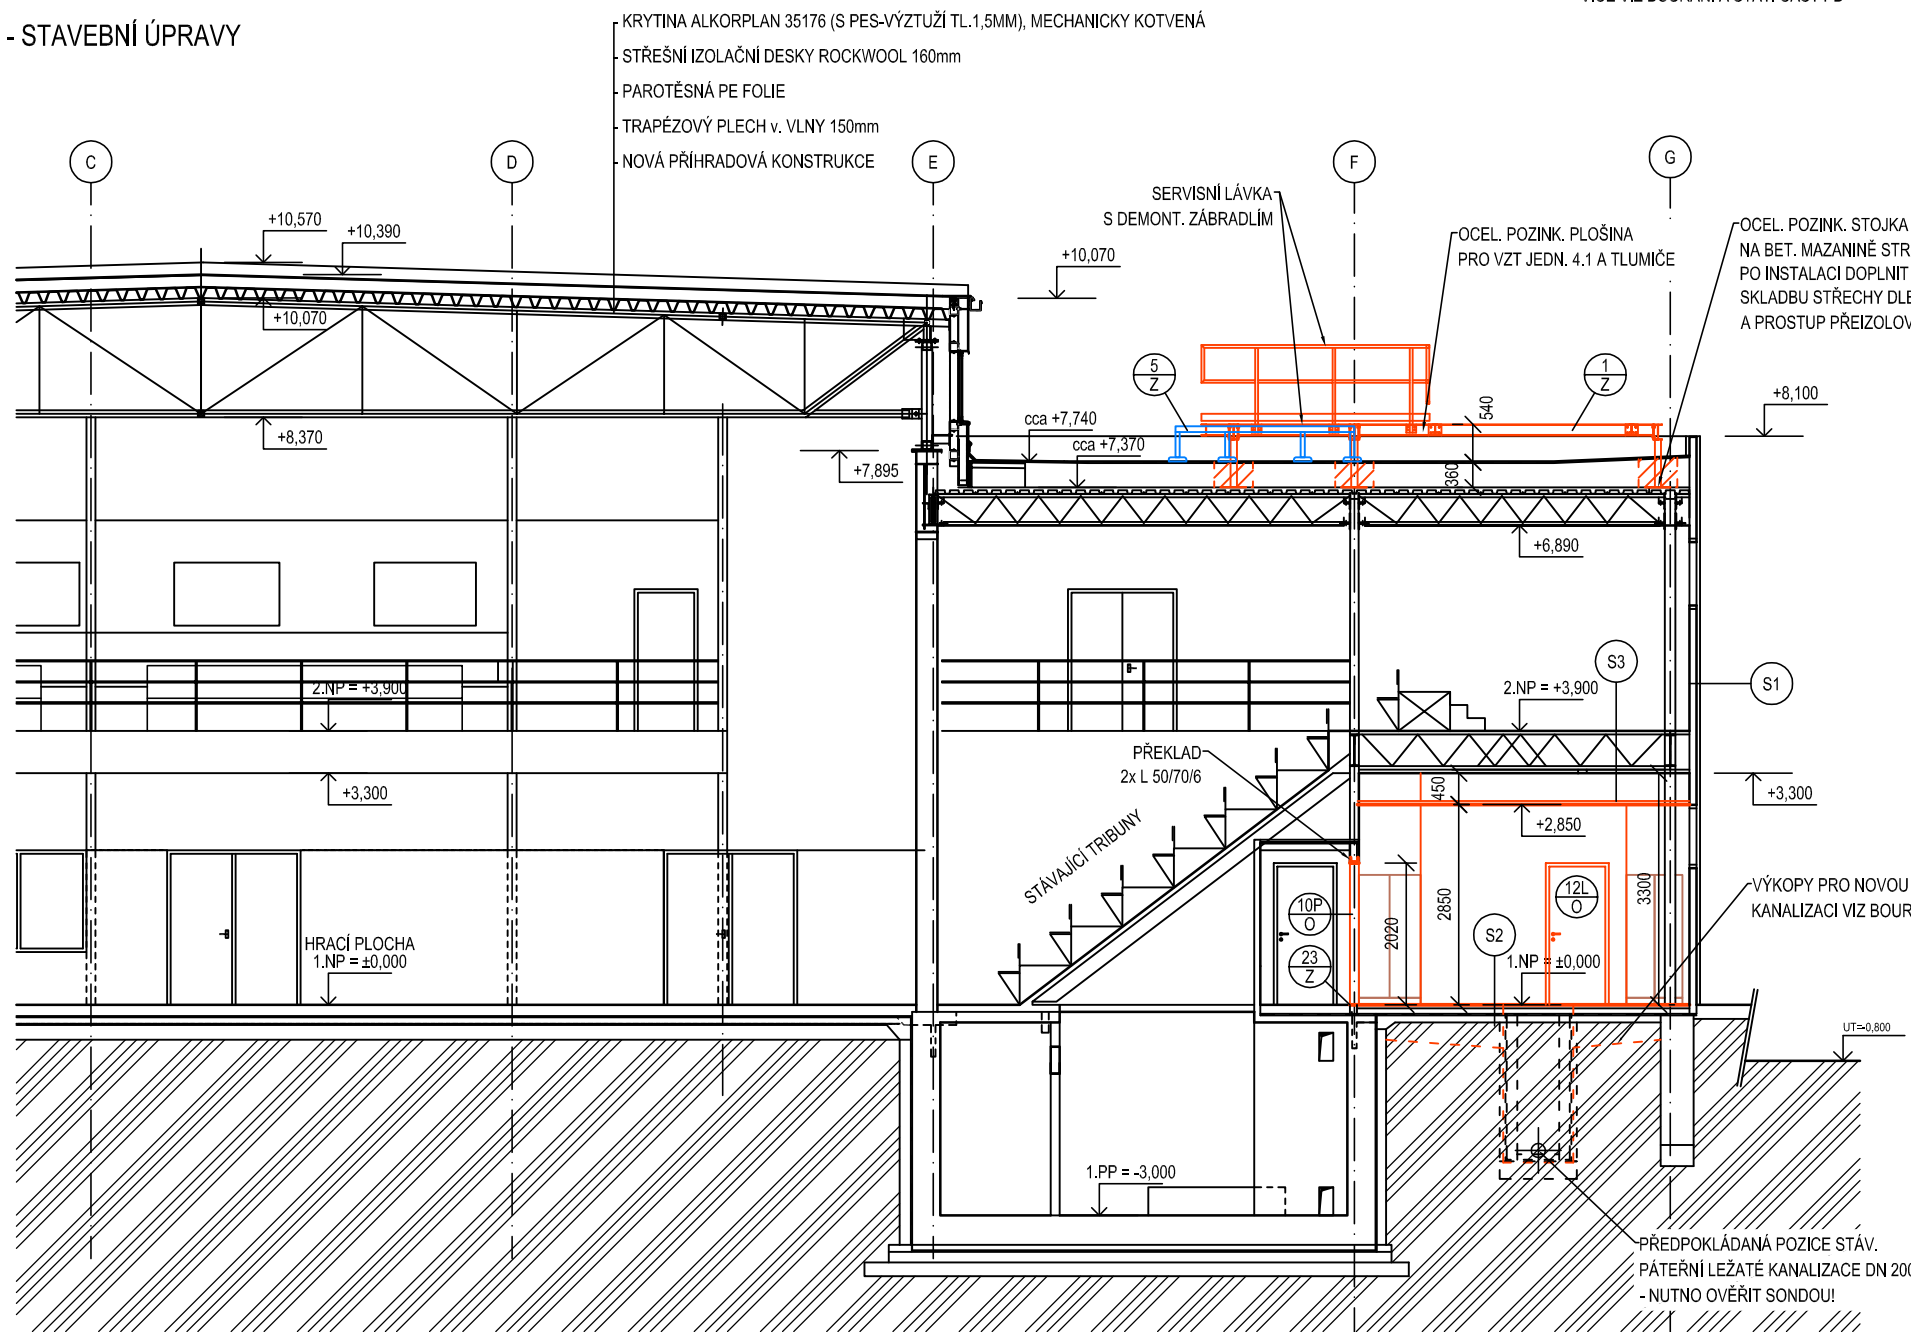 - STAVEBNÍ ÚPRAVY
KRYTINA ALKORPLAN 35176 (S PES-VÝZTUŽÍ TL.1,5MM), MECHANICKY KOTVENÁ
STŘEŠNÍ IZOLAČNÍ DESKY ROCKWOOL 160mm
PAROTĚSNÁ PE FOLIE
TRAPÉZOVÝ PLECH v. VLNY 150mm
NOVÁ PŘÍHRADOVÁ KONSTRUKCE
C
D
E
F
G
SERVISNÍ LÁVKA
S DEMONT. ZÁBRADLÍM
OCEL. POZINK. PLOŠINA
PRO VZT JEDN. 4.1 A TLUMIČE
OCEL. POZINK. STOJKA
NA BET. MAZANINĚ STR
PO INSTALACI DOPLNIT
SKLADBU STŘECHY DLE
A PROSTUP PŘEIZOLOV
+10,570
+10,390
+10,070
+10,070
+8,370
+7,895
cca +7,740
cca +7,370
5
Z
1
Z
540
360
+8,100
+6,890
S3
S1
2.NP = +3,900
2.NP = +3,900
PŘEKLAD
2x L 50/70/6
+3,300
+3,300
450
+2,850
STÁVAJÍCÍ TRIBUNY
10P
O
23
Z
2020
2850
12L
O
3300
S2
VÝKOPY PRO NOVOU
KANALIZACI VIZ BOUR
HRACÍ PLOCHA
1.NP = ±0,000
1.NP = ±0,000
UT=-0,800
1.PP = -3,000
PŘEDPOKLÁDANÁ POZICE STÁV.
PÁTEŘNÍ LEŽATÉ KANALIZACE DN 200
- NUTNO OVĚŘIT SONDOU!